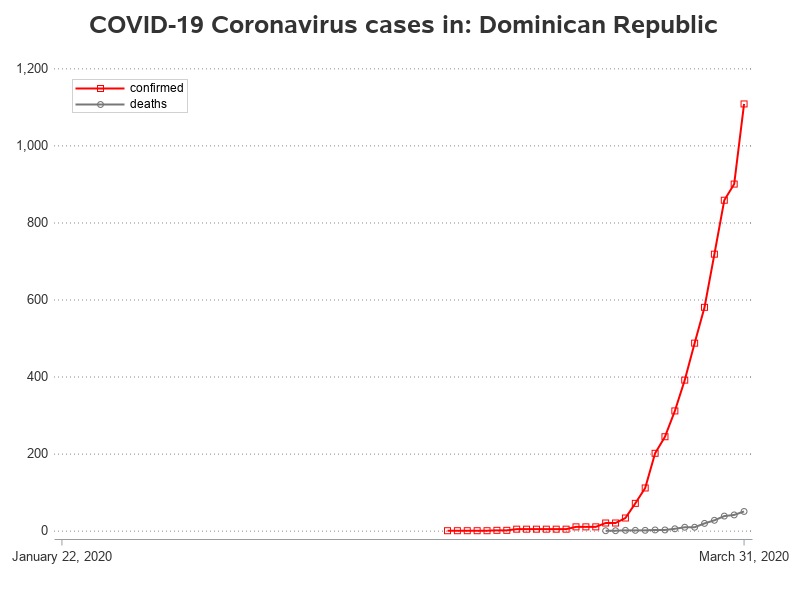 COVID-19 Coronavirus cases in: Dominican Republic
1,200
confirmed
deaths
1,000
800
600
400
200
0
January 22, 2020
March 31, 2020